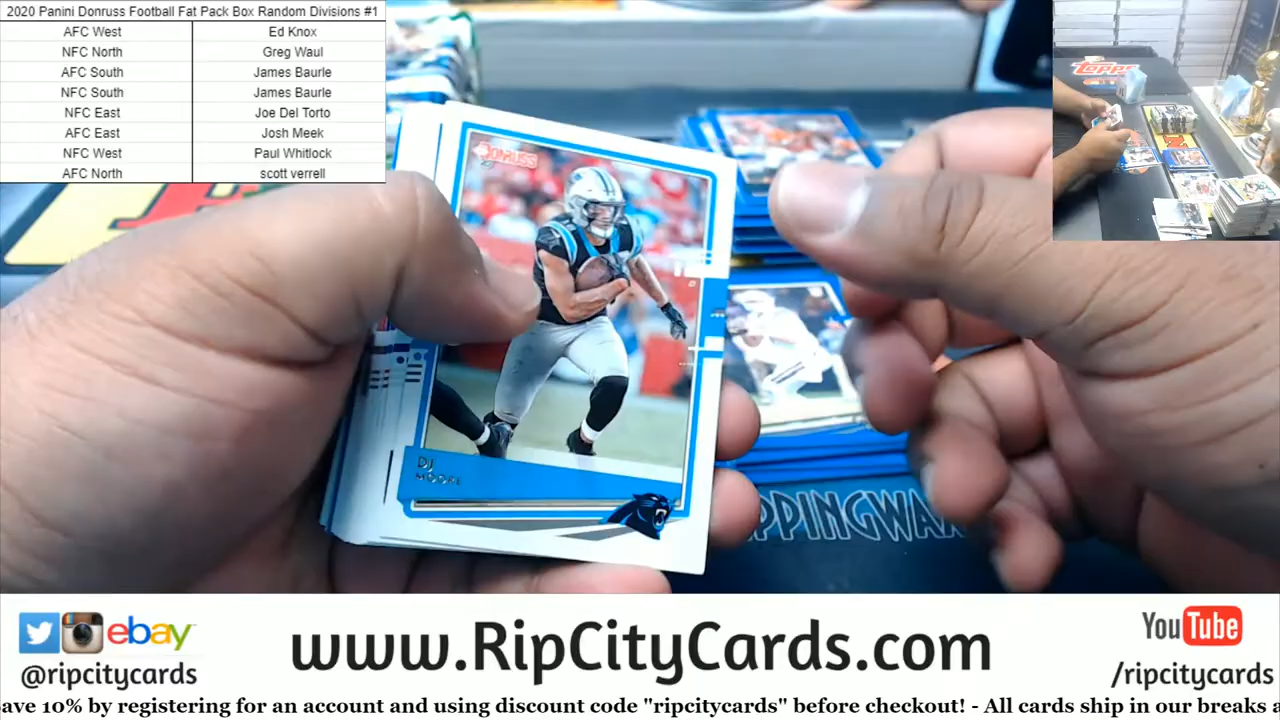 2020 Panini Donruss Football Fat Pack Box Random Divisions #1
AFC West Ed Knox
NFC North Greg Waul
AFC South James Baurle
NFC South James Baurle
NFC East Joe Del Torto
AFC East Josh Meek
NFC West Paul Whitlock
AFC North scott verrell
Topps
DONRUSS
DJ
MOORE
PPINGWAX
ebay
@ripcitycards
www.RipCityCards.com
YouTube
/ripcitycards
ave 10% by registering for an account and using discount code "ripcitycards" before checkout! - All cards ship in our breaks a